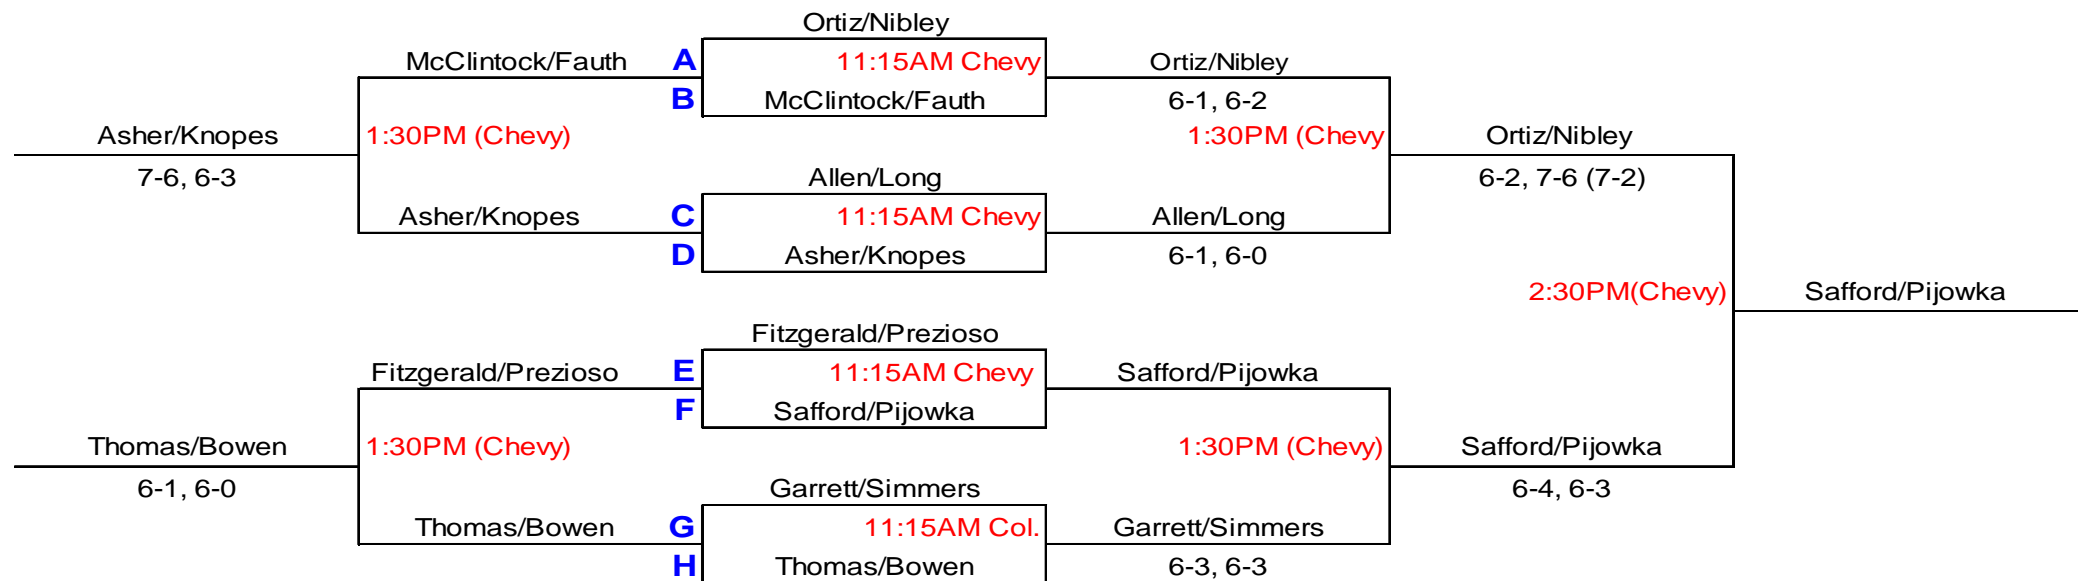 Ortiz/Nibley
McClintock/Fauth A 11:15AM Chevy Ortiz/Nibley
B McClintock/Fauth 6-1, 6-2
Asher/Knopes 1:30PM (Chevy) 1:30PM (Chevy Ortiz/Nibley
7-6, 6-3 Allen/Long 6-2, 7-6 (7-2)
Asher/Knopes C 11:15AM Chevy Allen/Long
D Asher/Knopes 6-1, 6-0
2:30PM(Chevy) Safford/Pijowka
Fitzgerald/Prezioso
Fitzgerald/Prezioso E 11:15AM Chevy Safford/Pijowka
F Safford/Pijowka
Thomas/Bowen 1:30PM (Chevy) 1:30PM (Chevy) Safford/Pijowka
6-1, 6-0 Garrett/Simmers 6-4, 6-3
Thomas/Bowen G 11:15AM Col. Garrett/Simmers
H Thomas/Bowen 6-3, 6-3